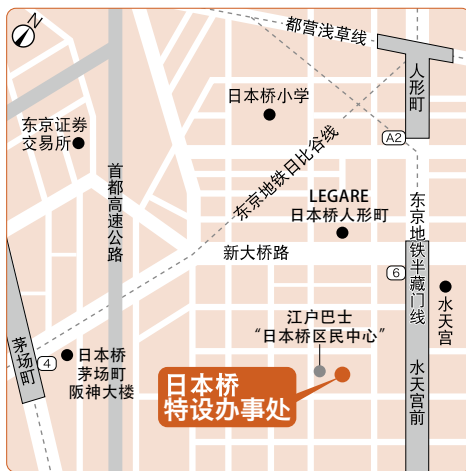 N
都营浅草线
人形町
日本桥小学
A2
东京证券
交易所
东京地铁日比谷线
首都高速公路
LEGARE
日本桥人形町
东京地铁半藏门线
新大桥路
6
水天宫
江户巴士
“日本桥区民中心”
茅场町
4
日本桥
茅场町
阪神大楼
水天宫前
日本桥
特设办事处